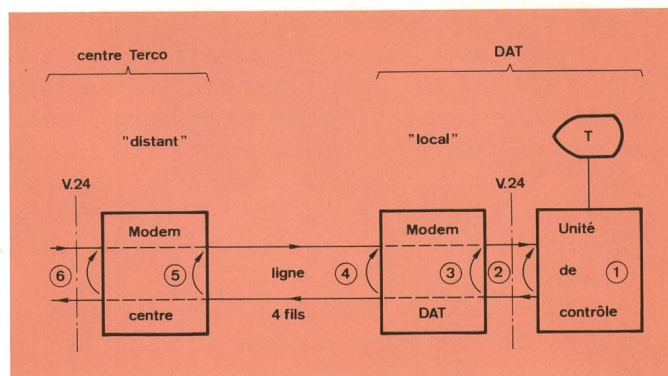 centre Terco
DAT
"distant"
"local"
T
V.24
V.24
Modem
Modem
Unité
6
5
ligne
4
3
2
de
1
centre
4 fils
DAT
contrôle